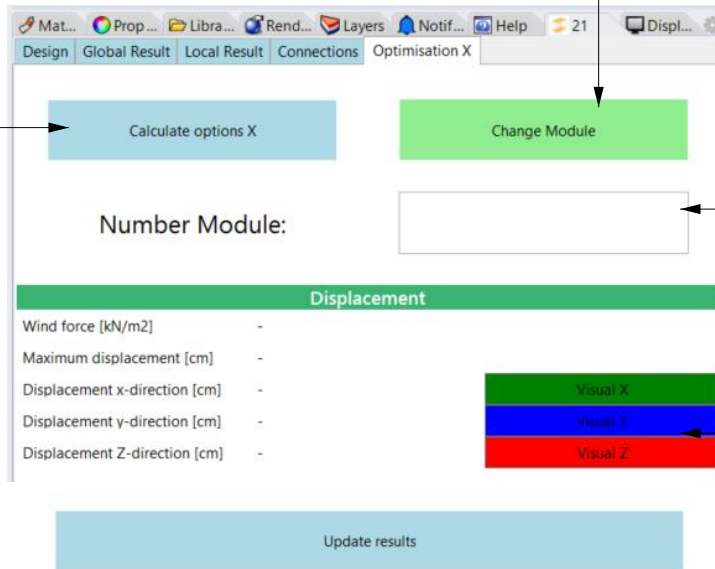 Mat... Prop... Libra... Rend... Layers Notif... Help 21 Displ...
Design Global Result Local Result Connections Optimisation X
Calculate options X Change Module
Number Module:
Displacement
Wind force [kN/m2] -
Maximum displacement [cm] -
Displacement x-direction [cm] - Visual X
Displacement y-direction [cm] - Visual Y
Displacement Z-direction [cm] - Visual Z
Update results